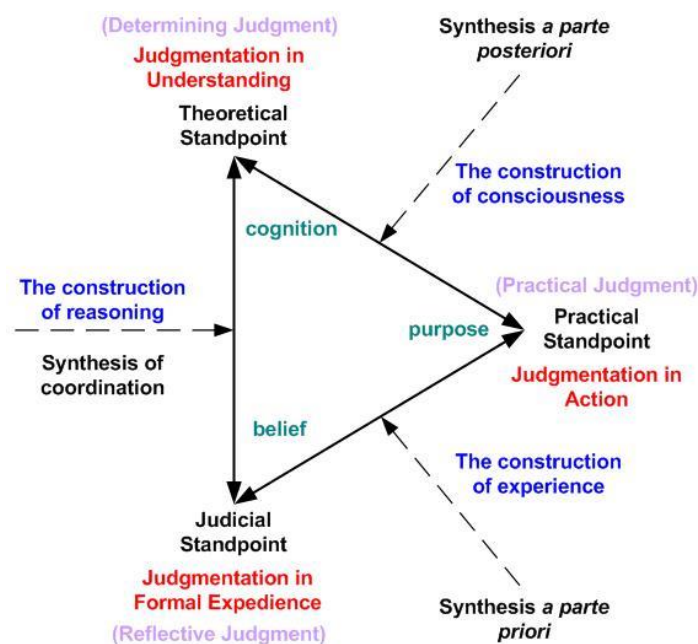 (Determining Judgment)
Judgmentation in
Understanding
Theoretical
Standpoint
Synthesis a parte
posteriori
The construction
of consciousness
cognition
The construction
of reasoning
Synthesis of
coordination
(Practical Judgment)
purpose
Practical
Standpoint
Judgmentation in
Action
belief
The construction
of experience
Judicial
Standpoint
Judgmentation in
Formal Expedience
(Reflective Judgment)
Synthesis a parte
priori